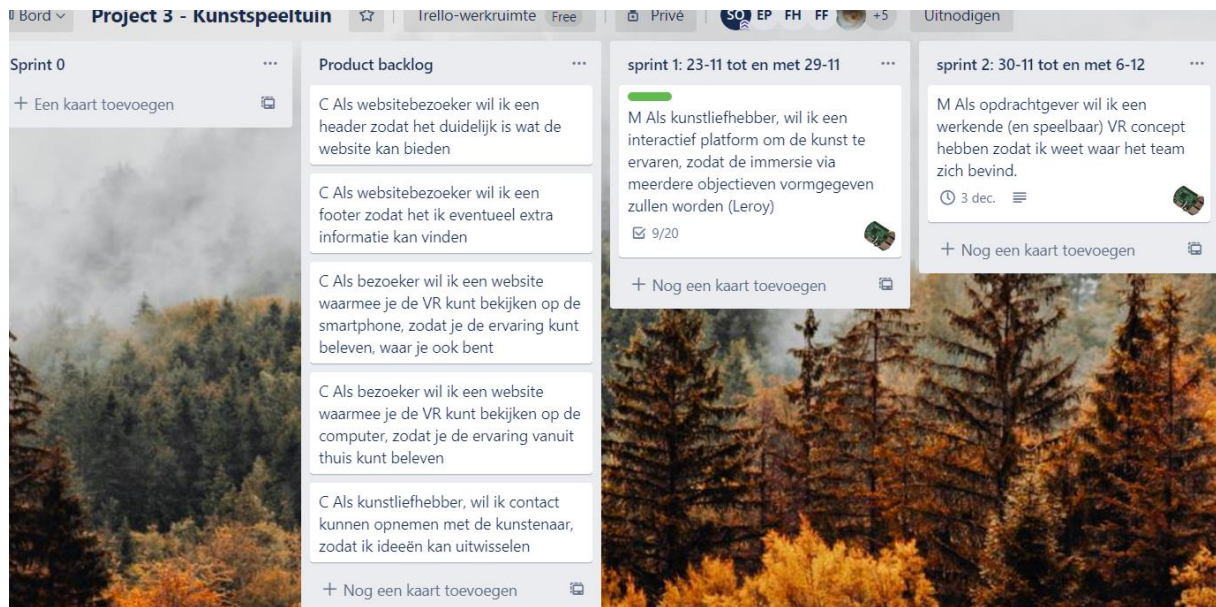 Bord
Project 3 - Kunstspeeltuin
Trello-werkruimte Free
Privé
SO EP FH FF +5
Uitnodigen
Sprint 0
+ Een kaart toevoegen
Product backlog
C Als websitebezoeker wil ik een
header zodat het duidelijk is wat de
website kan bieden
C Als websitebezoeker wil ik een
footer zodat het ik eventueel extra
informatie kan vinden
C Als bezoeker wil ik een website
waarmee je de VR kunt bekijken op de
smartphone, zodat je de ervaring kunt
beleven, waar je ook bent
C Als bezoeker wil ik een website
waarmee je de VR kunt bekijken op de
computer, zodat je de ervaring vanuit
thuis kunt beleven
C Als kunstliefhebber, wil ik contact
kunnen opnemen met de kunstenaar,
zodat ik ideeën kan uitwisselen
+ Nog een kaart toevoegen
sprint 1: 23-11 tot en met 29-11
M Als kunstliefhebber, wil ik een
interactief platform om de kunst te
ervaren, zodat de immersie via
meerdere objectieven vormgegeven
zullen worden (Leroy)
9/20
+ Nog een kaart toevoegen
sprint 2: 30-11 tot en met 6-12
M Als opdrachtgever wil ik een
werkende (en speelbaar) VR concept
hebben zodat ik weet waar het team
zich bevind.
3 dec.
+ Nog een kaart toevoegen